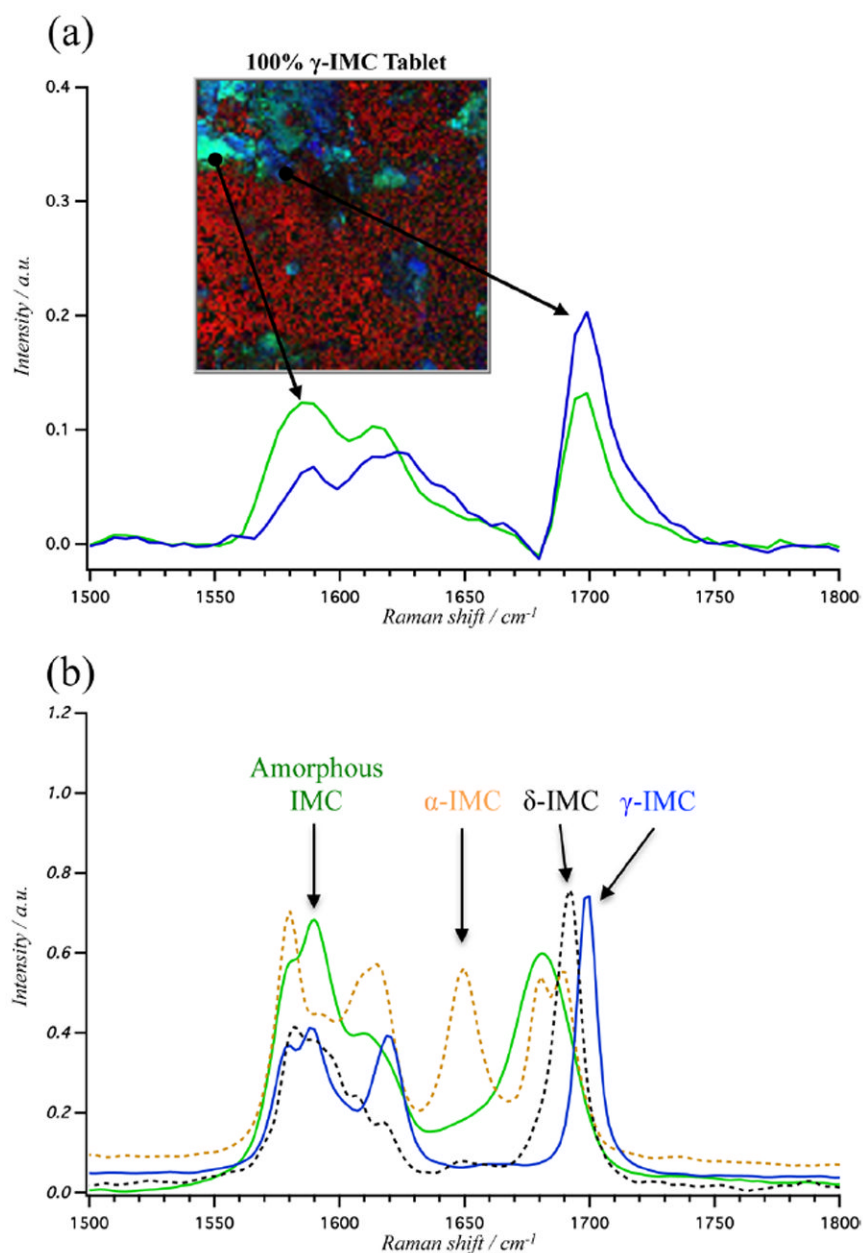 (a)
100% γ-IMC Tablet
0.4
0.3
0.2
0.1
0.0
Intensity / a.u.
1500 1550 1600 1650 1700 1750 1800
Raman shift / cm-1
(b)
1.2
1.0
0.8
0.6
0.4
0.2
0.0
Intensity / a.u.
Amorphous
IMC
α-IMC
δ-IMC
γ-IMC
1500 1550 1600 1650 1700 1750 1800
Raman shift / cm-1